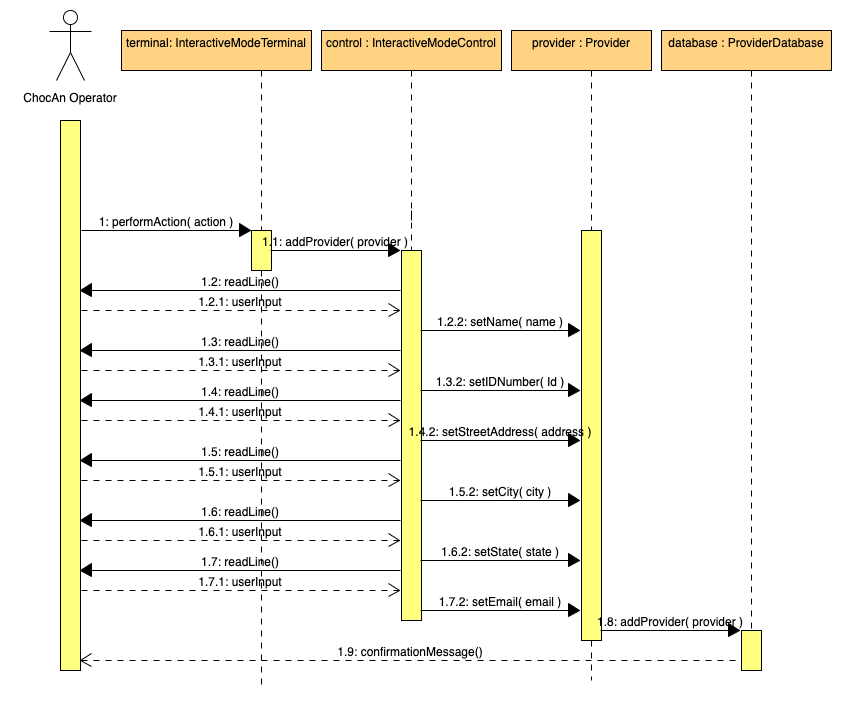 terminal: InteractiveModeTerminal
control : InteractiveModeControl
provider : Provider
database : ProviderDatabase
ChocAn Operator
1: performAction( action )
1.1: addProvider( provider )
1.2: readLine()
1.2.1: userInput
1.2.2: setName( name )
1.3: readLine()
1.3.1: userInput
1.3.2: setIDNumber( Id )
1.4: readLine()
1.4.1: userInput
1.4.2: setStreetAddress( address )
1.5: readLine()
1.5.1: userInput
1.5.2: setCity( city )
1.6: readLine()
1.6.1: userInput
1.6.2: setState( state )
1.7: readLine()
1.7.1: userInput
1.7.2: setEmail( email )
1.8: addProvider( provider )
1.9: confirmationMessage()